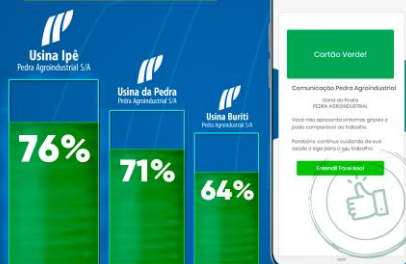 Usina Ipê
Pedra Agroindustrial S/A
76%
Usina da Pedra
Pedra Agroindustrial S/A
71%
Usina Buriti
Pedra Agroindustrial S/A
64%
Cartão Verde!
Comunicação Pedra Agroindustrial
Usina da Pedra
PEDRA AGROINDUSTRIAL
Você não apresenta sintomas gripais e
pode comparecer ao trabalho.
Parabéns, continue cuidando da sua
saúde e siga para o seu trabalho.